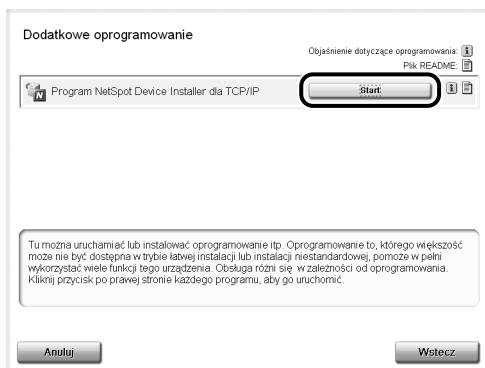 Dodatkowe oprogramowanie
Objaśnienie dotyczące oprogramowania:
Plik README:
Program NetSpot Device Installer dla TCP/IP
Start
Tu można uruchamiać lub instalować oprogramowanie itp. Oprogramowanie to, którego większość
może nie być dostępna w trybie łatwej instalacji lub instalacji niestandardowej, pomoże w pełni
wykorzystać wiele funkcji tego urządzenia. Obsługa różni się w zależności od oprogramowania.
Kliknij przycisk po prawej stronie każdego programu, aby go uruchomić.
Anuluj
Wstecz